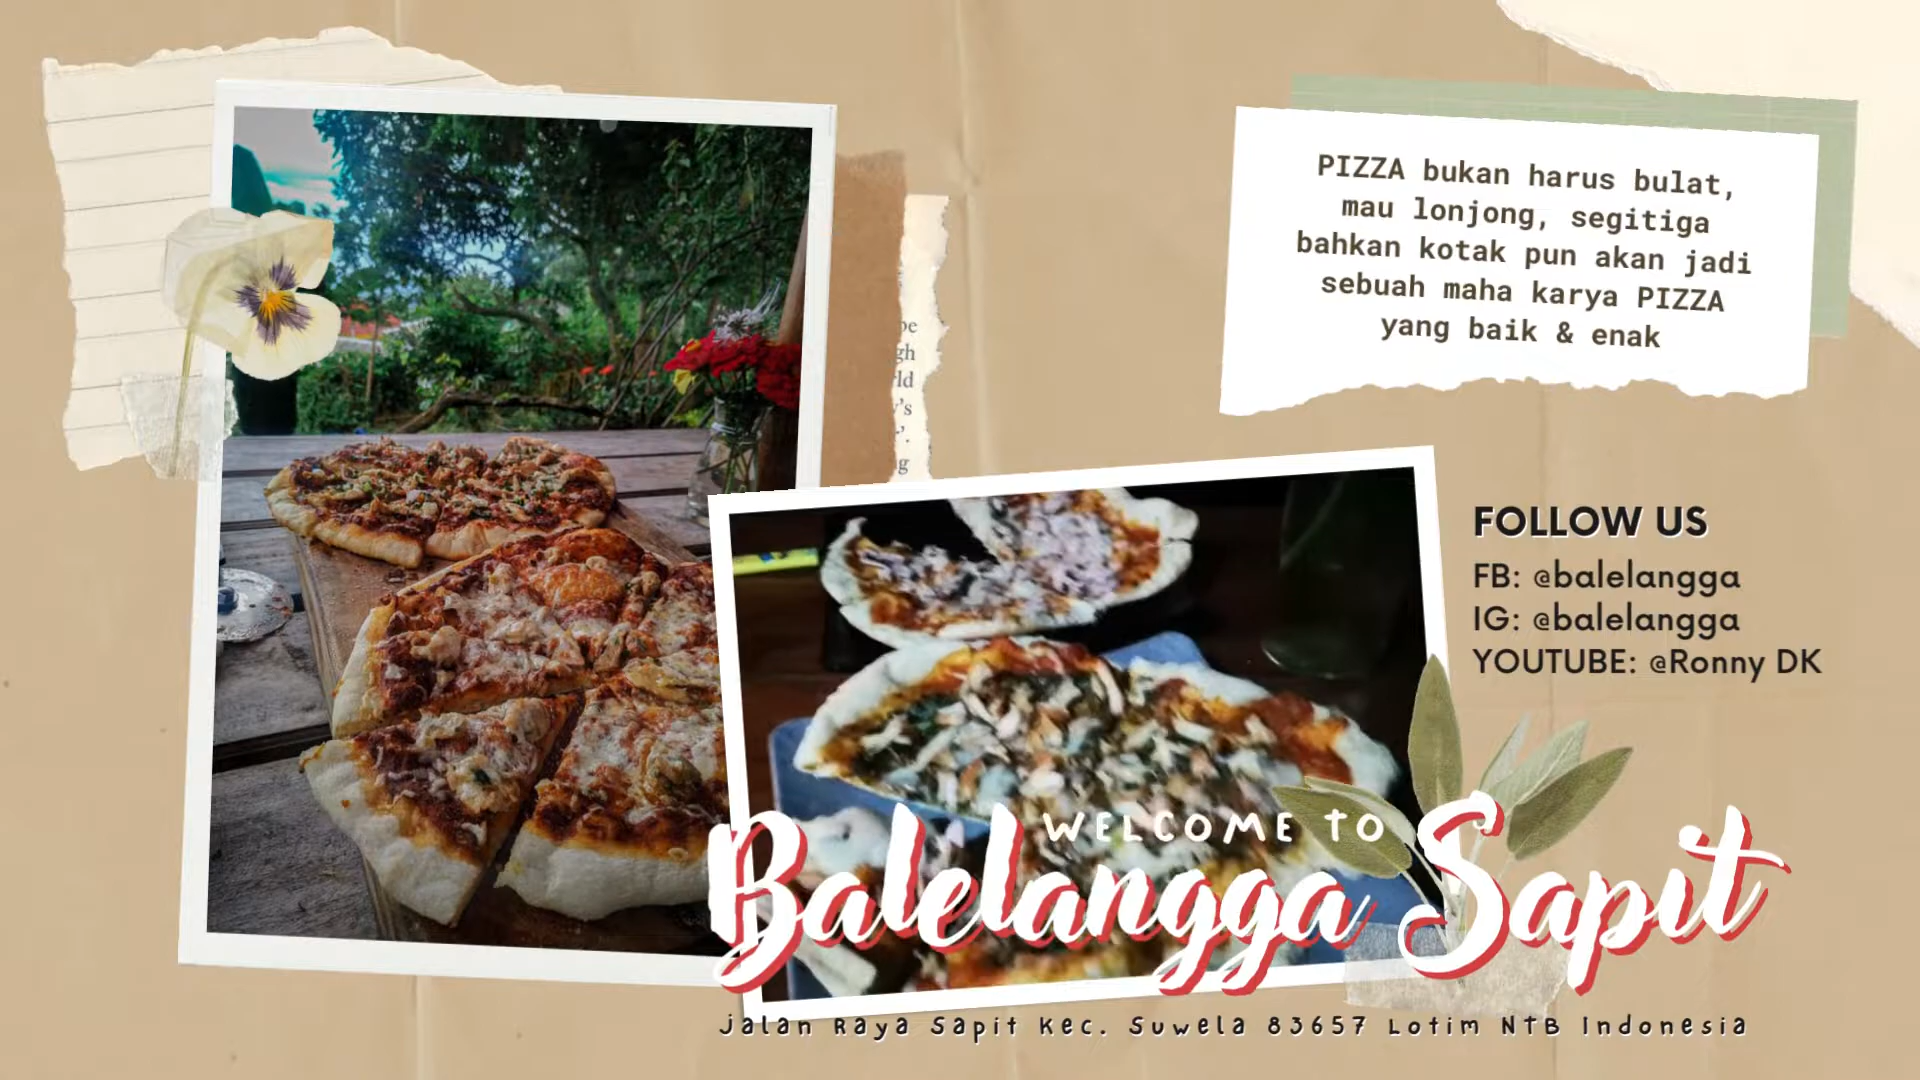 PIZZA bukan harus bulat,
mau lonjong, segitiga
bahkan kotak pun akan jadi
sebuah maha karya PIZZA
yang baik & enak
gh
's
g
FOLLOW US
FB: @balelangga
IG: @balelangga
YOUTUBE: @Ronny DK
WELCOME TO
Balelangga Sapit
Jalan Raya Sapit Kec. Suwela 83657 Lotim NTB Indonesia